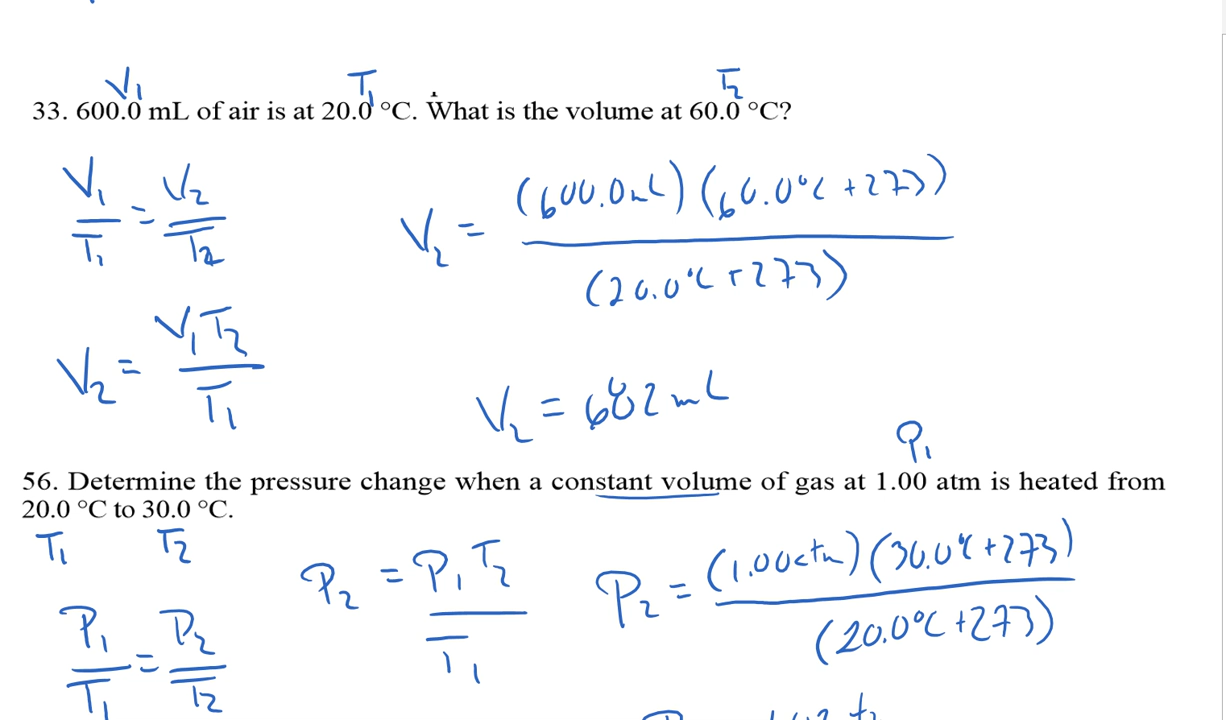 V₁ T₁ T₂
33. 600.0 mL of air is at 20.0 °C. What is the volume at 60.0 °C?
V₁/T₁ = V₂/T₂
V₂ = (600.0mL)(60.0°C+273)/(20.0°C+273)
V₂ = V₁T₂/T₁
V₂ = 682mL
P₁
56. Determine the pressure change when a constant volume of gas at 1.00 atm is heated from
20.0 °C to 30.0 °C.
T₁ T₂
P₂ = P₁T₂/T₁
P₂ = (1.00atm)(30.0°C+273)/(20.0°C+273)
P₁/T₁ = P₂/T₂